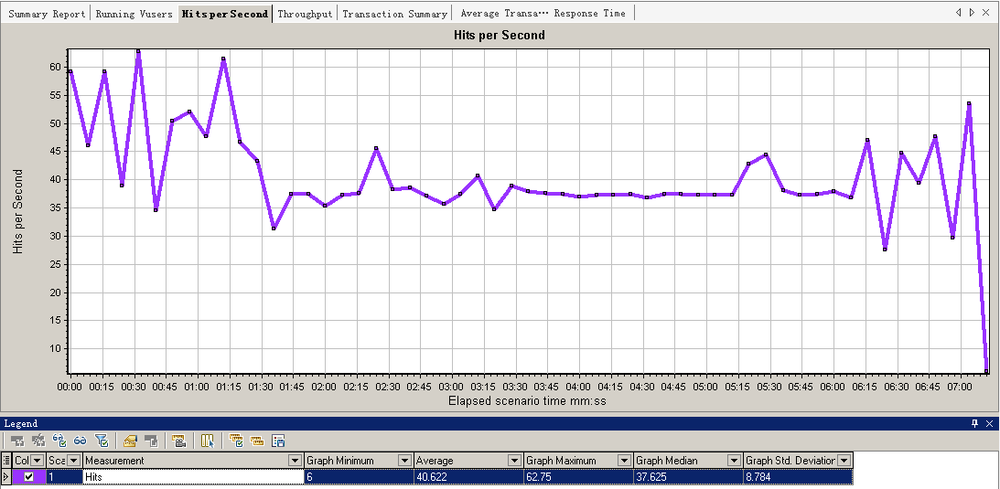 Summary Report Running Vusers Hits per Second Throughput Transaction Summary Average Transa... Response Time
Hits per Second
Hits per Second
60
55
50
45
40
35
30
25
20
15
10
00:00 00:15 00:30 00:45 01:00 01:15 01:30 01:45 02:00 02:15 02:30 02:45 03:00 03:15 03:30 03:45 04:00 04:15 04:30 04:45 05:00 05:15 05:30 05:45 06:00 06:15 06:30 06:45 07:00
Elapsed scenario time mm:ss
Legend
Col Sca Measurement Graph Minimum Average Graph Maximum Graph Median Graph Std. Deviation
1 Hits 6 40.622 62.75 37.625 8.784